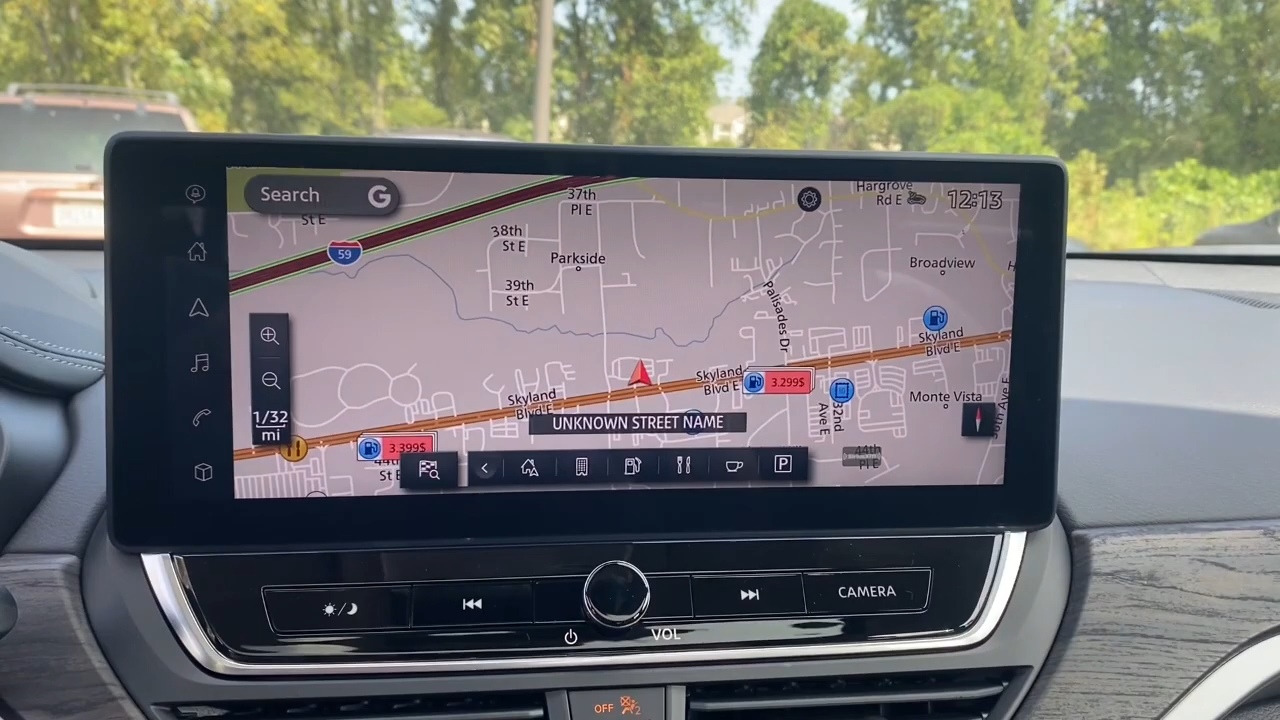 Search G
St E
37th
Pl E
Hargrove
Rd E
12:13
38th
St E
59
Parkside
Broadview
39th
St E
Palisades Dr
Skyland
Blvd E
Skyland
Blvd E
3.299$
Skyland
Blvd E
Monte Vista
1/32
mi
UNKNOWN STREET NAME
Ave E
3.399$
44th
St E
44th
Pl E
P
CAMERA
VOL
OFF
2